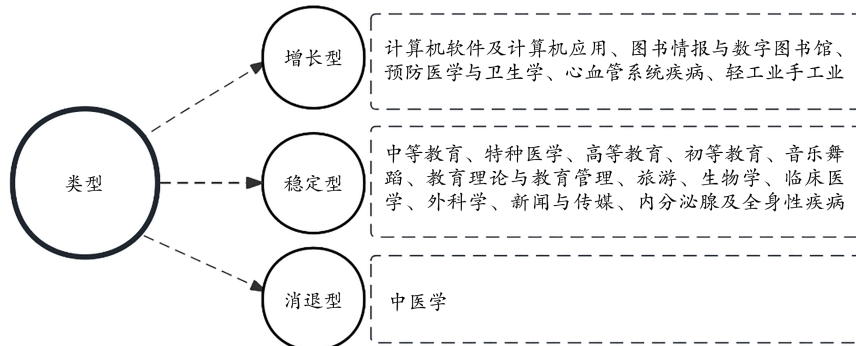 类型
增长型
计算机软件及计算机应用、图书情报与数字图书馆、
预防医学与卫生学、心血管系统疾病、轻工业手工业
稳定型
中等教育、特种医学、高等教育、初等教育、音乐舞
蹈、教育理论与教育管理、旅游、生物学、临床医
学、外科学、新闻与传媒、内分泌腺及全身性疾病
消退型
中医学